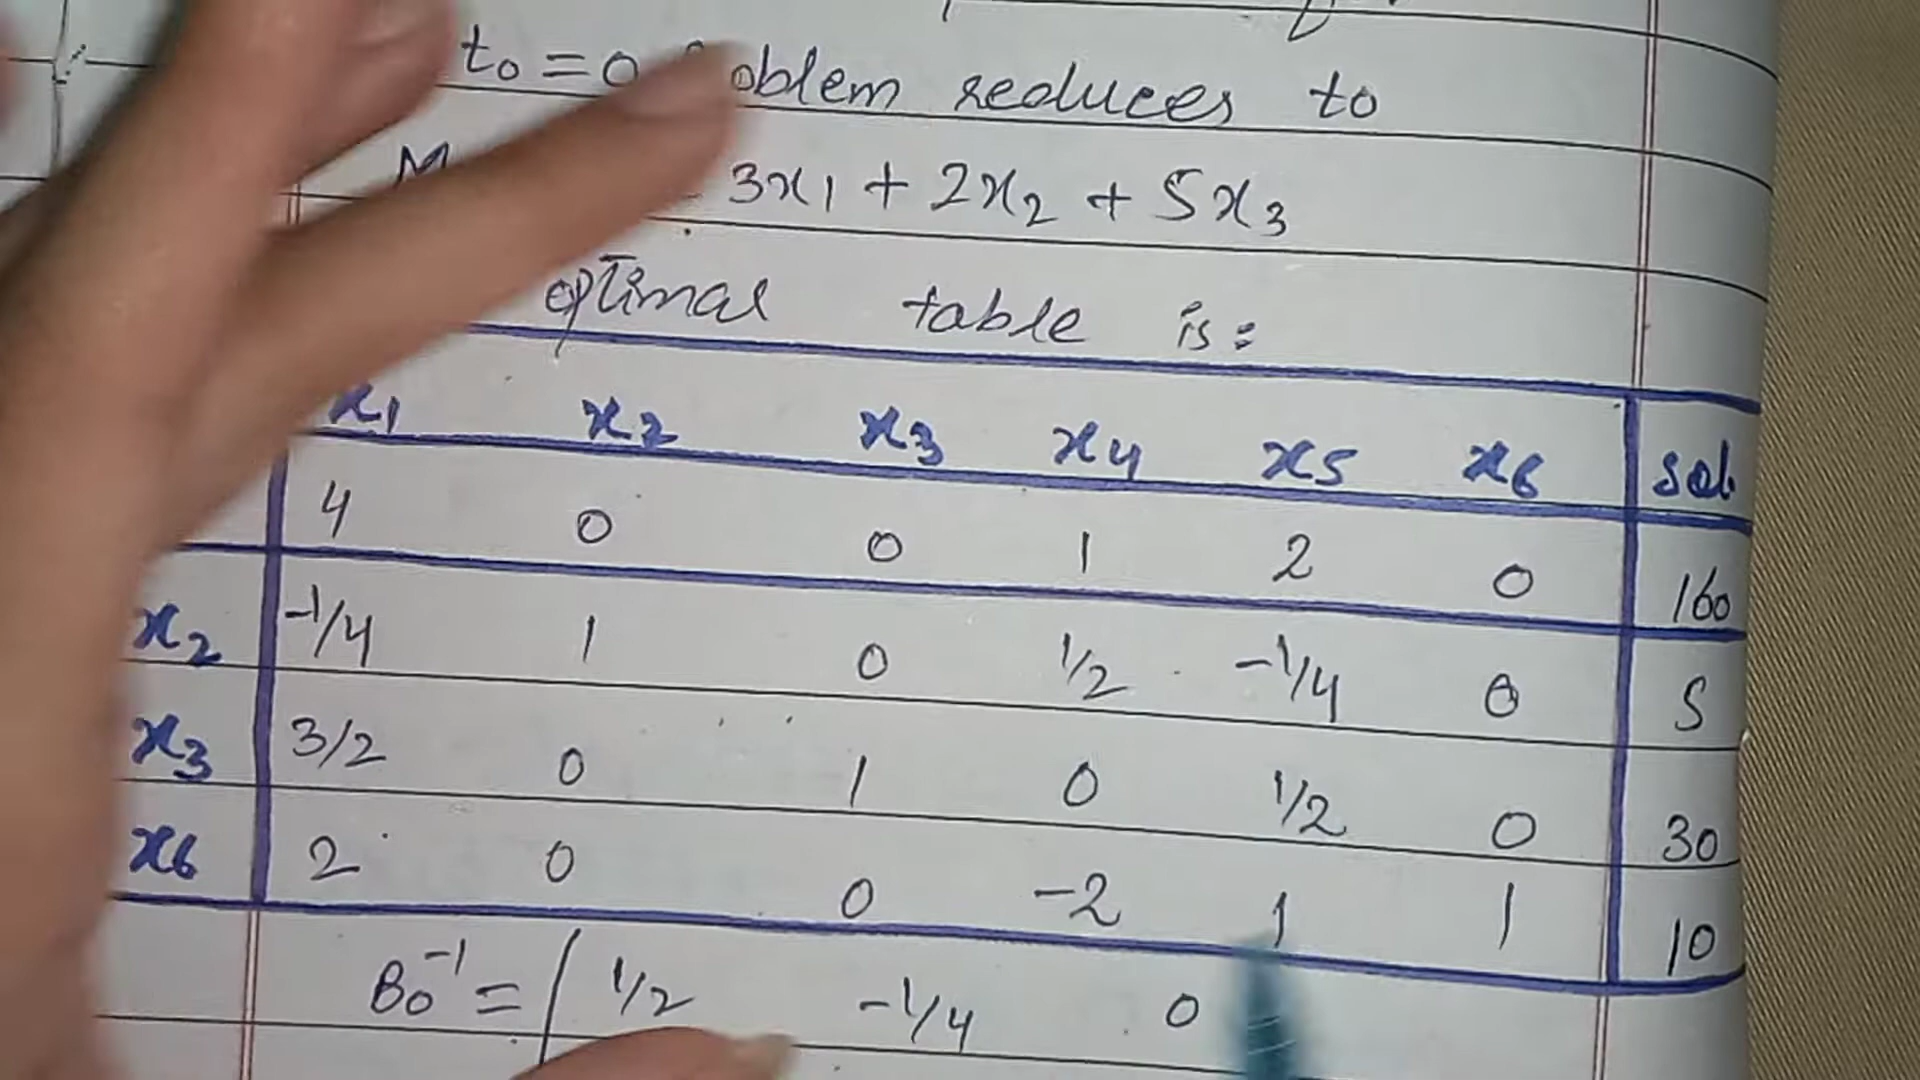 t0 = 0 reduces to
3x1 + 2x2 + 5x3
optimal table is:
x1 x2 x3 x4 x5 x6 sol
4 0 0 1 2 0 160
x2 -1/4 1 0 1/2 -1/4 0 5
x3 3/2 0 1 0 1/2 0 30
x6 2 0 0 -2 1 1 10
B0^-1 = ( 1/2 -1/4 0